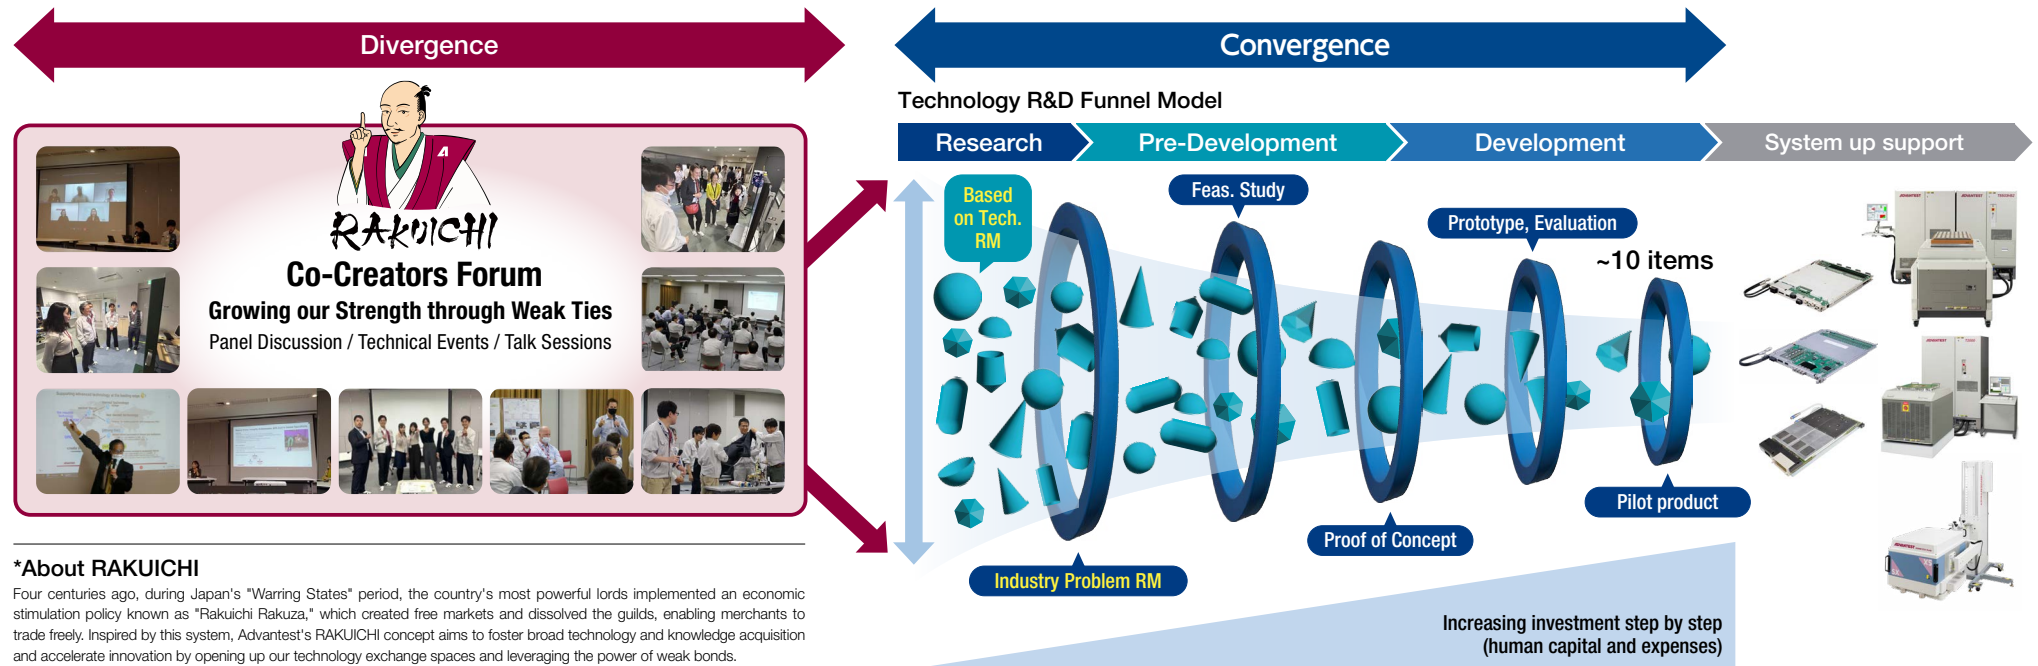 Divergence
Convergence
Technology R&D Funnel Model
Research
Pre-Development
Development
System up support
RAKUICHI
Co-Creators Forum
Growing our Strength through Weak Ties
Panel Discussion / Technical Events / Talk Sessions
Based
on Tech.
RM
Feas. Study
Prototype, Evaluation
~10 items
Industry Problem RM
Proof of Concept
Pilot product
Increasing investment step by step
(human capital and expenses)
*About RAKUICHI
Four centuries ago, during Japan's "Warring States" period, the country's most powerful lords implemented an economic
stimulation policy known as "Rakuichi Rakuza," which created free markets and dissolved the guilds, enabling merchants to
trade freely. Inspired by this system, Advantest's RAKUICHI concept aims to foster broad technology and knowledge acquisition
and accelerate innovation by opening up our technology exchange spaces and leveraging the power of weak bonds.